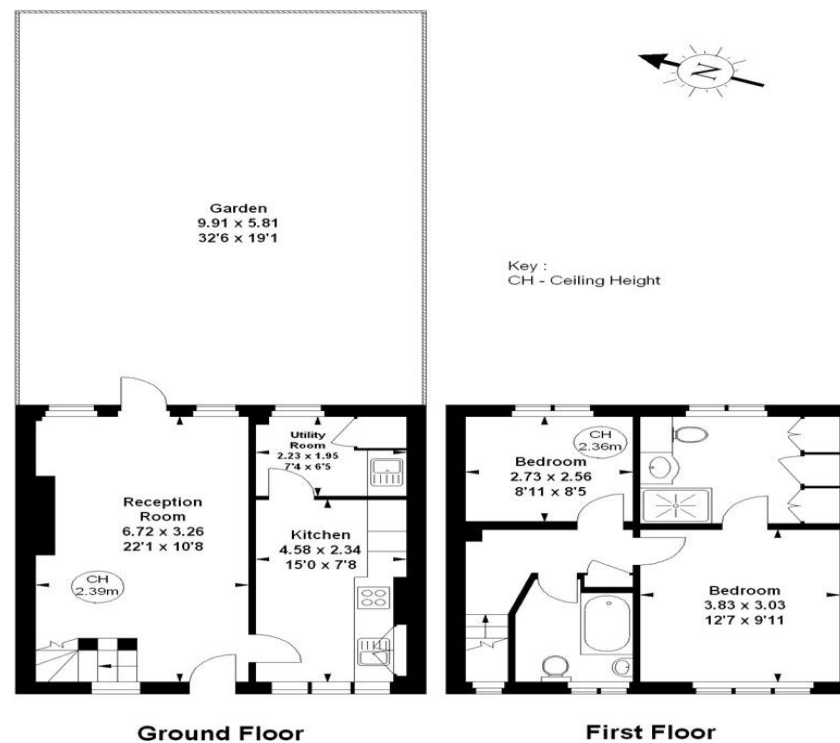 N
Garden
9.91 x 5.81
32'6 x 19'1
Key :
CH - Ceiling Height
Utility
Room
2.23 x 1.95
7'4 x 6'5
Reception
Room
6.72 x 3.26
22'1 x 10'8
Kitchen
4.58 x 2.34
15'0 x 7'8
CH
2.39m
CH
2.36m
Bedroom
2.73 x 2.56
8'11 x 8'5
Bedroom
3.83 x 3.03
12'7 x 9'11
Ground Floor
First Floor